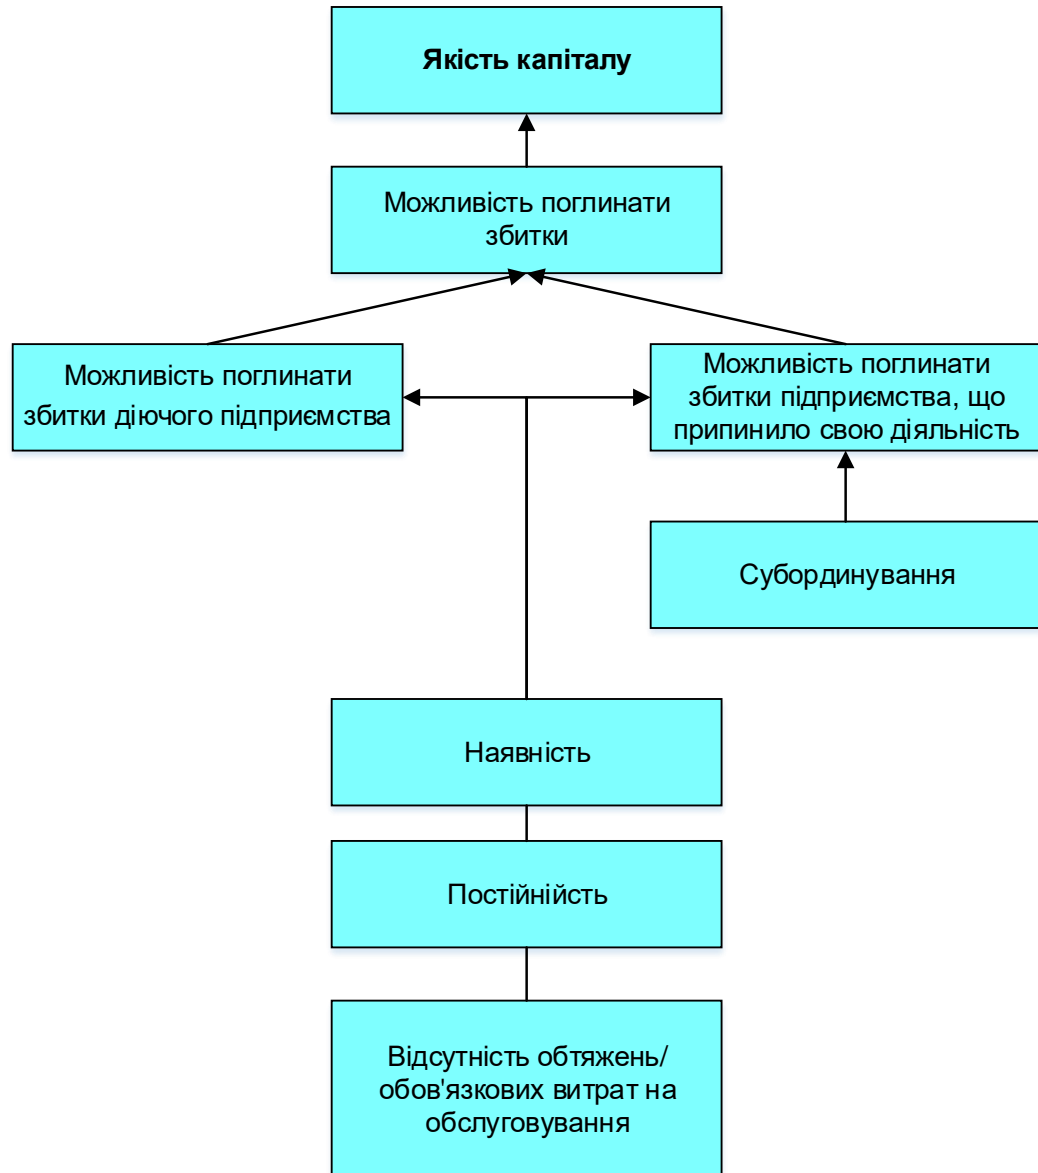 Якість капіталу
Можливість поглинати
збитки
Можливість поглинати
збитки діючого підприємства
Можливість поглинати
збитки підприємства, що
припинило свою діяльність
Субординування
Наявність
Постійнійсть
Відсутність обтяжень/
обов'язкових витрат на
обслуговування